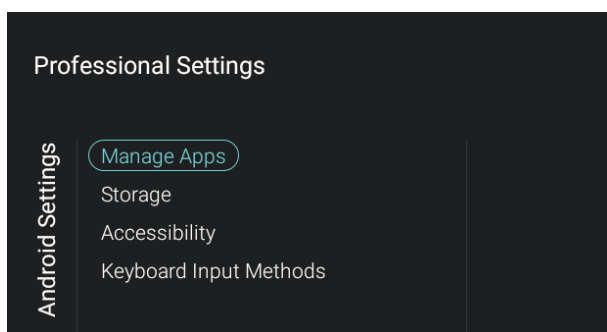 Professional Settings
Android Settings
Manage Apps
Storage
Accessibility
Keyboard Input Methods